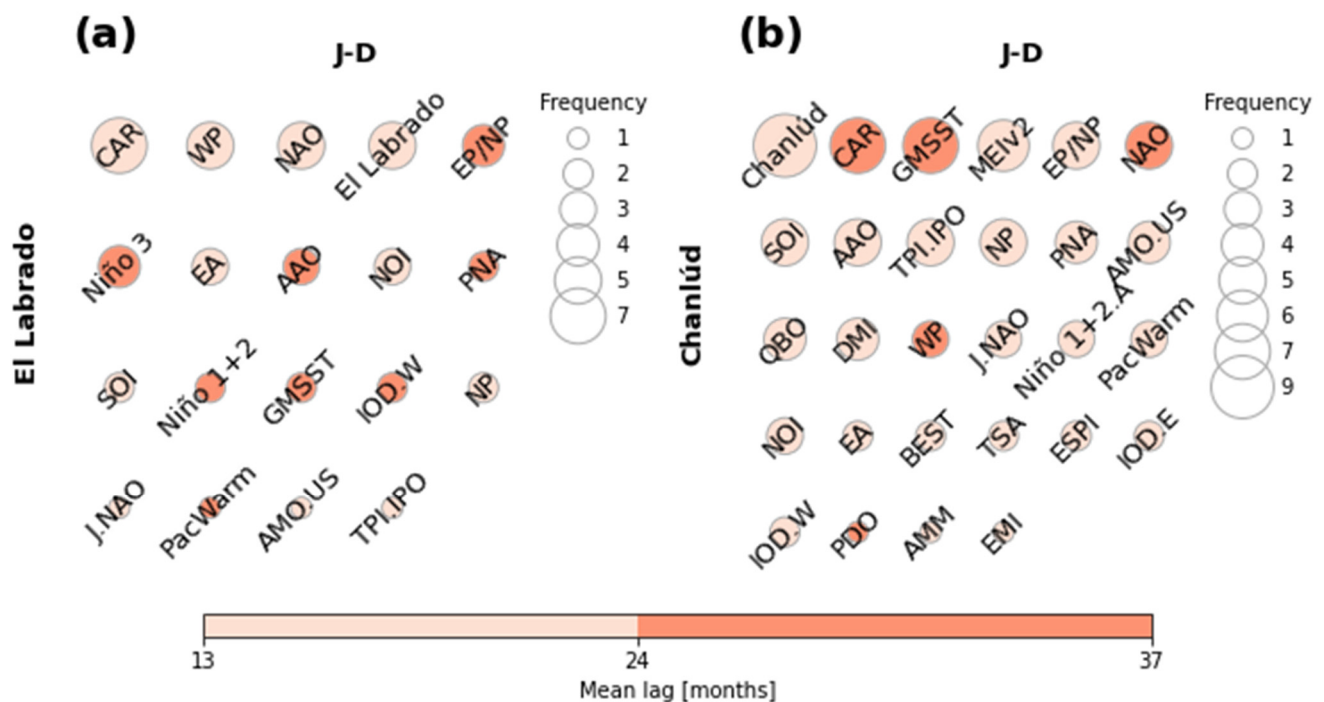 (a)
J-D
El Labrado
CAR
WP
NAO
El Labrado
EP/NP
Niño 3
EA
AAO
NOI
PNA
SOI
Niño 1+2
GMSST
IOD.W
NP
J.NAO
PacWarm
AMO.US
TPI.IPO
Frequency
1
2
3
4
5
7
(b)
J-D
Chanlúd
Chanlúd
CAR
GMSST
MEIv2
EP/NP
NAO
SOI
AAO
TPI.IPO
NP
PNA
AMO.US
QBO
DMI
WP
J.NAO
Niño 1+2.A
PacWarm
NOI
EA
BEST
TSA
ESPI
IOD.E
IOD.W
PDO
AMM
EMI
Frequency
1
2
3
4
5
6
7
9
13 24 37
Mean lag [months]